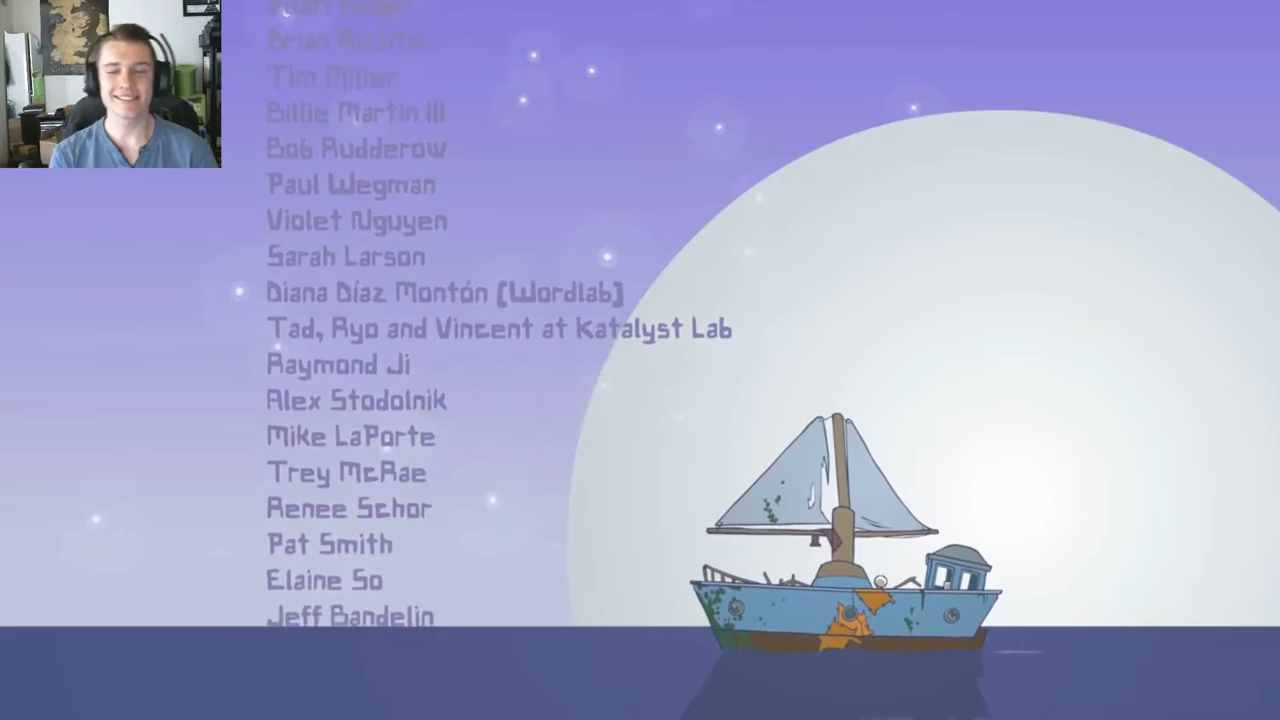 Brian Richter
Tim Miller
Billie Martin III
Bob Rudderow
Paul Wegman
Violet Nguyen
Sarah Larson
Diana Díaz Montón (Wordlab)
Tad, Ryo and Vincent at Katalyst Lab
Raymond Ji
Alex Stodolnik
Mike LaPorte
Trey McRae
Renee Schor
Pat Smith
Elaine So
Jeff Bandelin